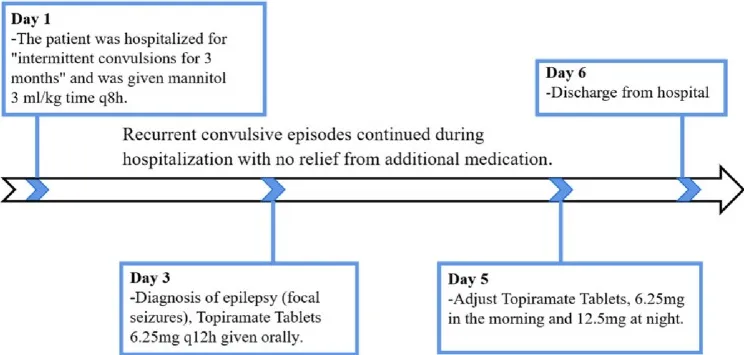 Day 1
-The patient was hospitalized for
"intermittent convulsions for 3
months" and was given mannitol
3 ml/kg time q8h.
Day 6
-Discharge from hospital
Recurrent convulsive episodes continued during
hospitalization with no relief from additional medication.
Day 3
-Diagnosis of epilepsy (focal
seizures), Topiramate Tablets
6.25mg q12h given orally.
Day 5
-Adjust Topiramate Tablets, 6.25mg
in the morning and 12.5mg at night.